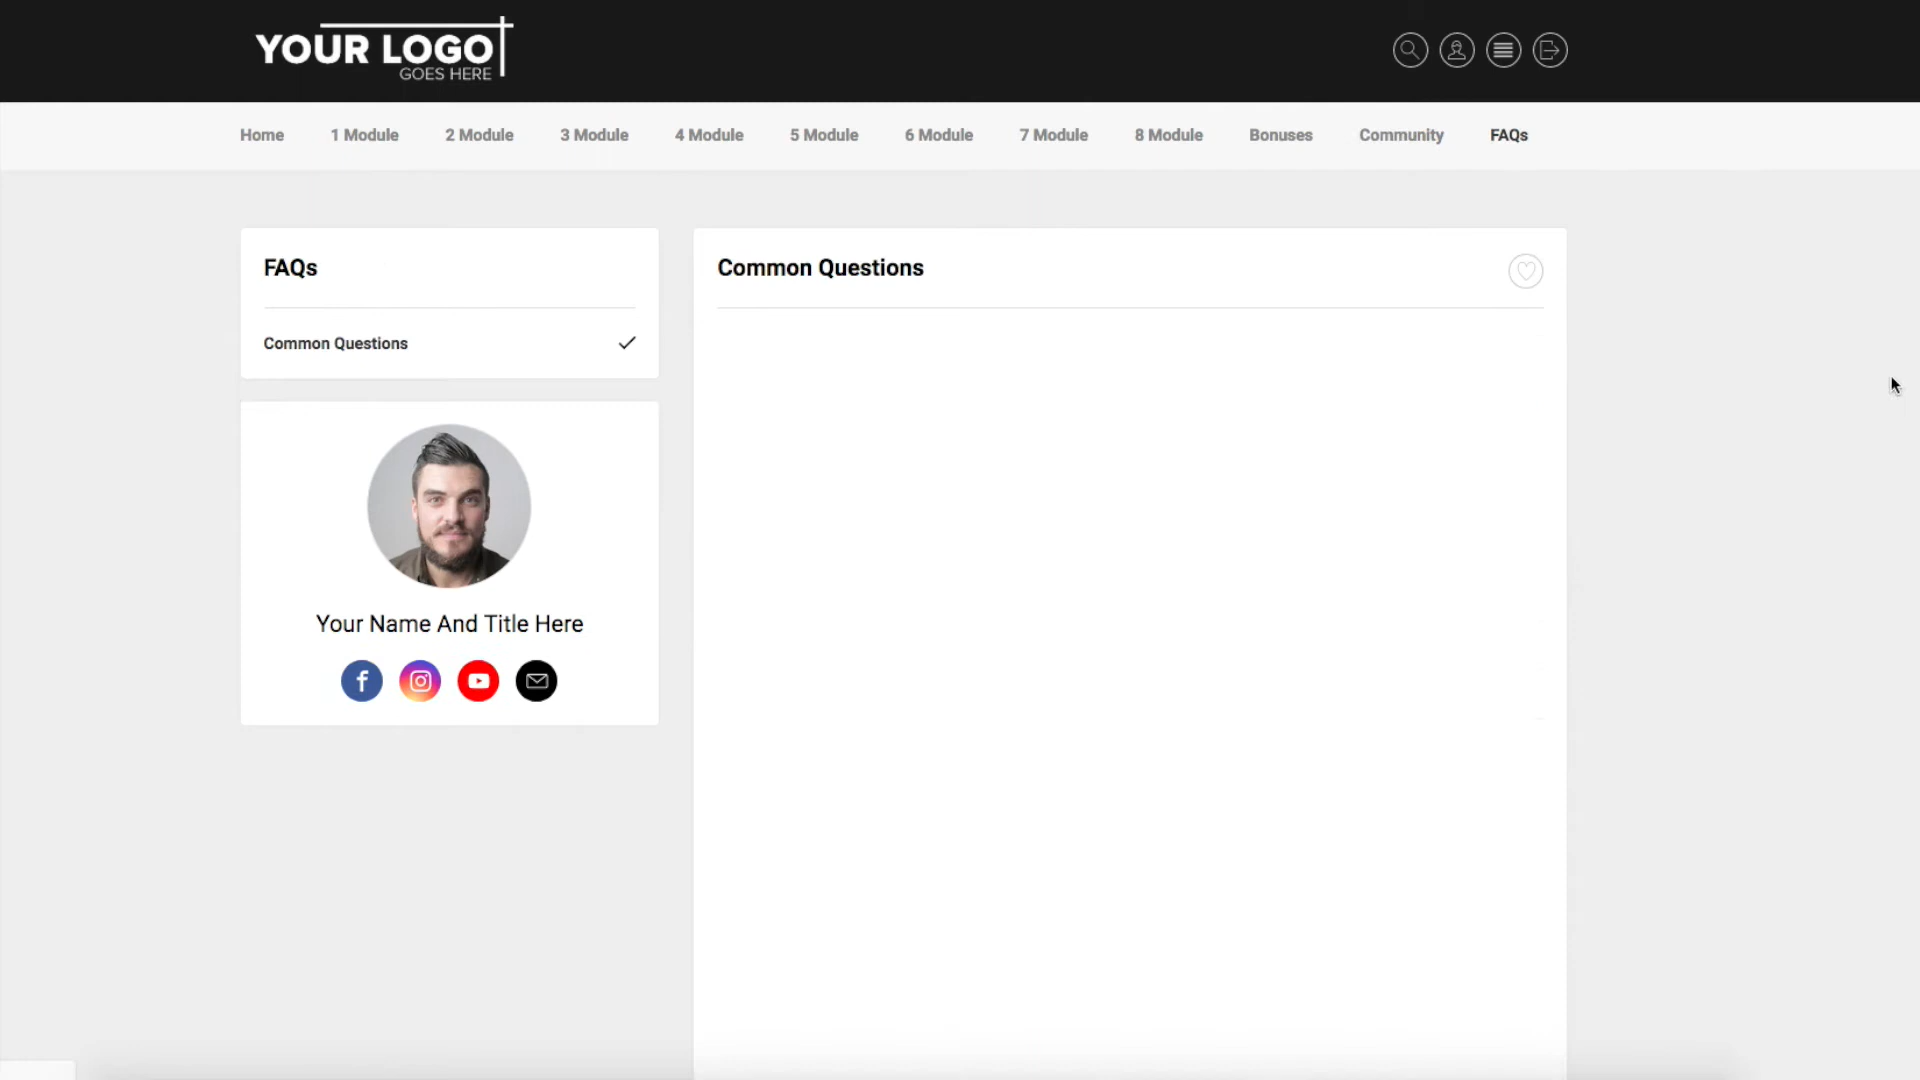 YOUR LOGO
GOES HERE
Home 1 Module 2 Module 3 Module 4 Module 5 Module 6 Module 7 Module 8 Module Bonuses Community FAQs
FAQs
Common Questions
Your Name And Title Here
Common Questions